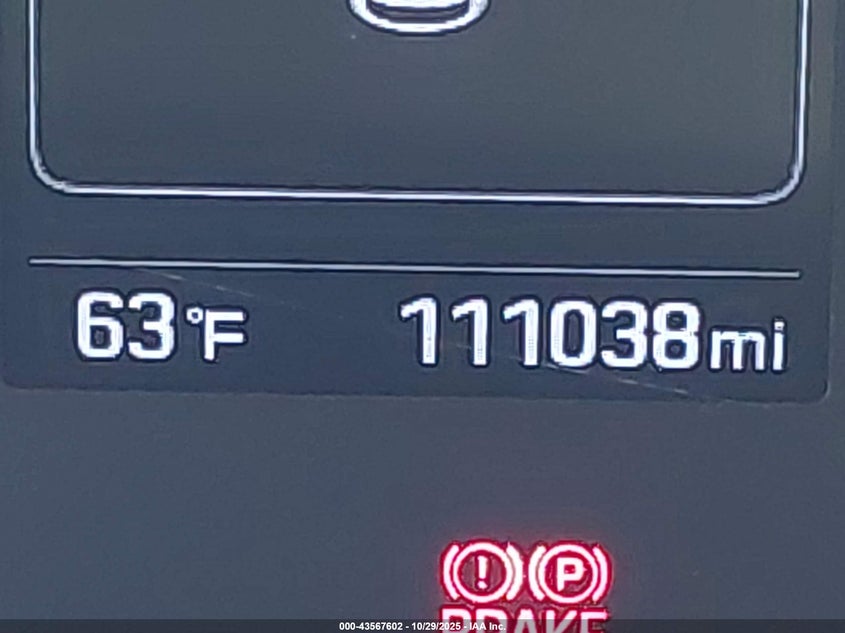 63°F 111038mi
! P
BRAKE
000-43567602 - 10/29/2025 - IAA Inc.